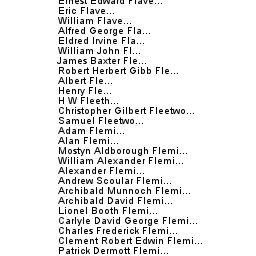 Ernest Edward Flave...
Eric Flave...
William Flave...
Alfred George Fla...
Eldred Irvine Fla...
William John Fl...
James Baxter Fle...
Robert Herbert Gibb Fle...
Albert Fle...
Henry Fle...
H W Fleeth...
Christopher Gilbert Fleetwo...
Samuel Fleetwo...
Adam Flemi...
Alan Flemi...
Mostyn Aldborough Flemi...
William Alexander Flemi...
Alexander Flemi...
Andrew Scoular Flemi...
Archibald Munnoch Flemi...
Archibald David Flemi...
Lionel Booth Flemi...
Carlyle David George Flemi...
Charles Frederick Flemi...
Clement Robert Edwin Flemi...
Patrick Dermott Flemi...